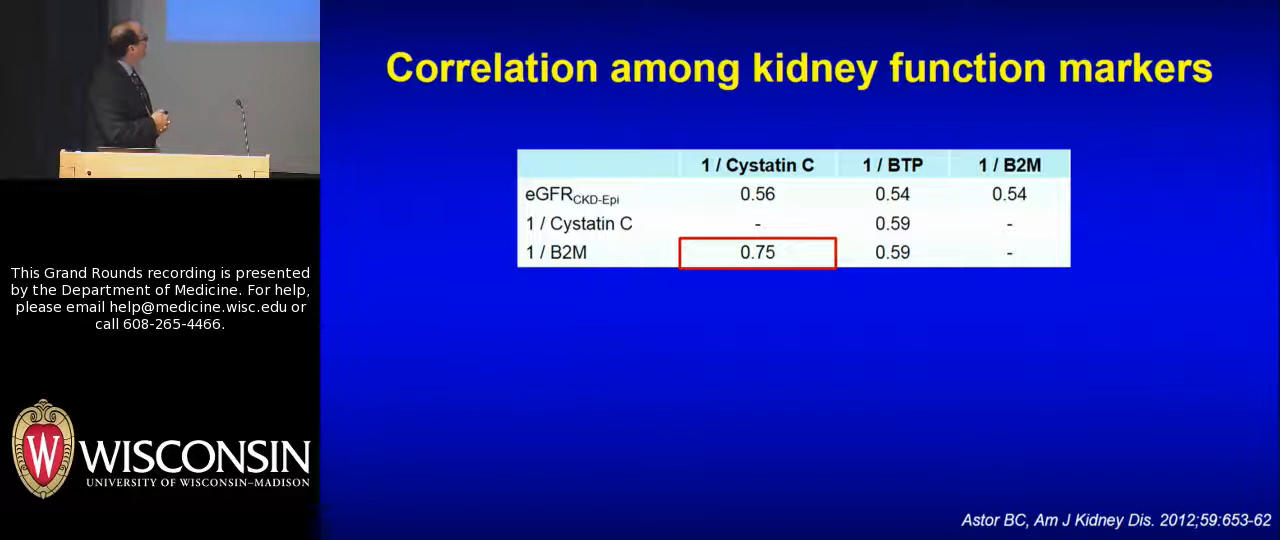 Correlation among kidney function markers
1 / Cystatin C 1 / BTP 1 / B2M
eGFRCKD-Epi 0.56 0.54 0.54
1 / Cystatin C - 0.59 -
1 / B2M 0.75 0.59 -
Astor BC, Am J Kidney Dis. 2012;59:653-62
This Grand Rounds recording is presented
by the Department of Medicine. For help,
please email help@medicine.wisc.edu or
call 608-265-4466.
W
WISCONSIN
UNIVERSITY OF WISCONSIN–MADISON